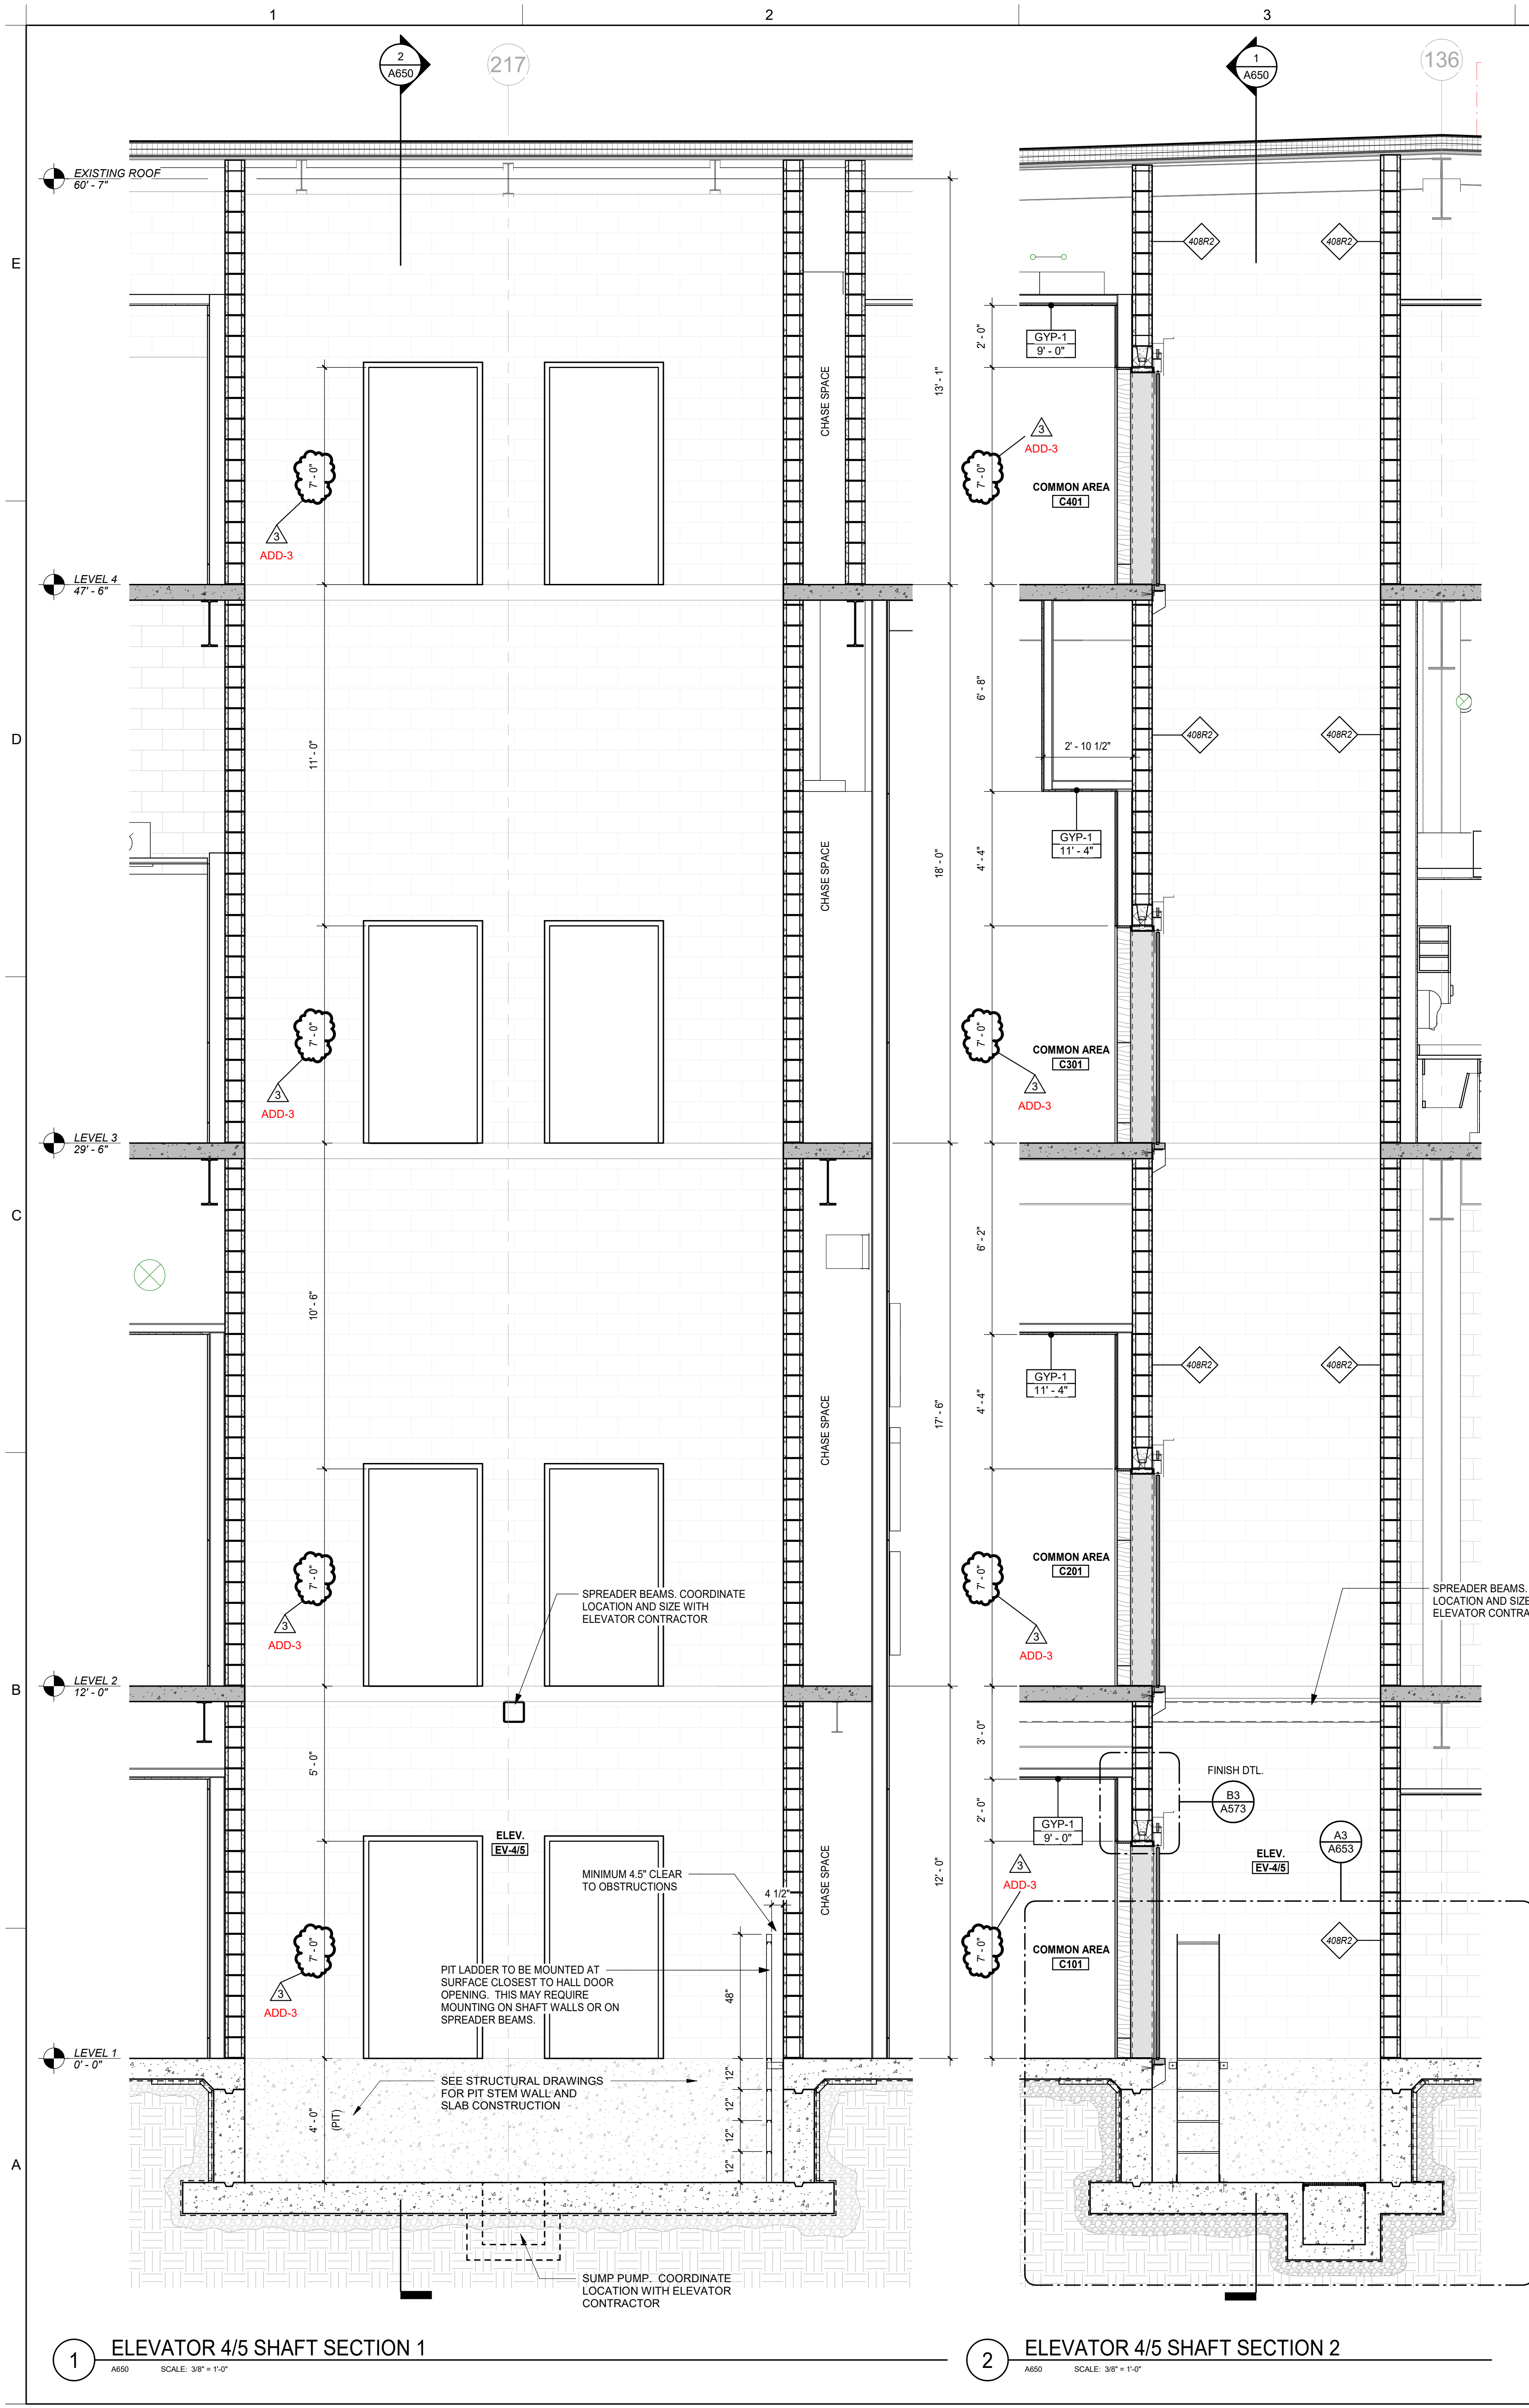 1
2
3
2
A650
217
1
A650
136
E
D
C
B
A
EXISTING ROOF
60' - 7"
LEVEL 4
47' - 6"
LEVEL 3
29' - 6"
LEVEL 2
12' - 0"
LEVEL 1
0' - 0"
7' - 0"
3
ADD-3
11' - 0"
7' - 0"
3
ADD-3
10' - 6"
7' - 0"
3
ADD-3
5' - 0"
7' - 0"
3
ADD-3
4' - 0"
(PIT)
CHASE SPACE
CHASE SPACE
CHASE SPACE
CHASE SPACE
13' - 1"
18' - 0"
17' - 6"
12' - 0"
SPREADER BEAMS. COORDINATE
LOCATION AND SIZE WITH
ELEVATOR CONTRACTOR
ELEV.
EV-4/5
MINIMUM 4.5" CLEAR
TO OBSTRUCTIONS
4 1/2"
PIT LADDER TO BE MOUNTED AT
SURFACE CLOSEST TO HALL DOOR
OPENING. THIS MAY REQUIRE
MOUNTING ON SHAFT WALLS OR ON
SPREADER BEAMS.
48"
12"
12"
12"
12"
SEE STRUCTURAL DRAWINGS
FOR PIT STEM WALL AND
SLAB CONSTRUCTION
SUMP PUMP. COORDINATE
LOCATION WITH ELEVATOR
CONTRACTOR
1
ELEVATOR 4/5 SHAFT SECTION 1
A650 SCALE: 3/8" = 1'-0"
408R2
408R2
2' - 0"
GYP-1
9' - 0"
3
ADD-3
7' - 0"
COMMON AREA
C401
6' - 8"
408R2
408R2
2' - 10 1/2"
GYP-1
11' - 4"
4' - 4"
7' - 0"
COMMON AREA
C301
3
ADD-3
6' - 2"
408R2
408R2
GYP-1
11' - 4"
4' - 4"
7' - 0"
COMMON AREA
C201
3
ADD-3
SPREADER BEAMS.
LOCATION AND SIZE
ELEVATOR CONTRA
3' - 0"
FINISH DTL.
B3
A573
2' - 0"
GYP-1
9' - 0"
A3
A653
ELEV.
EV-4/5
3
ADD-3
7' - 0"
COMMON AREA
C101
408R2
2
ELEVATOR 4/5 SHAFT SECTION 2
A650 SCALE: 3/8" = 1'-0"